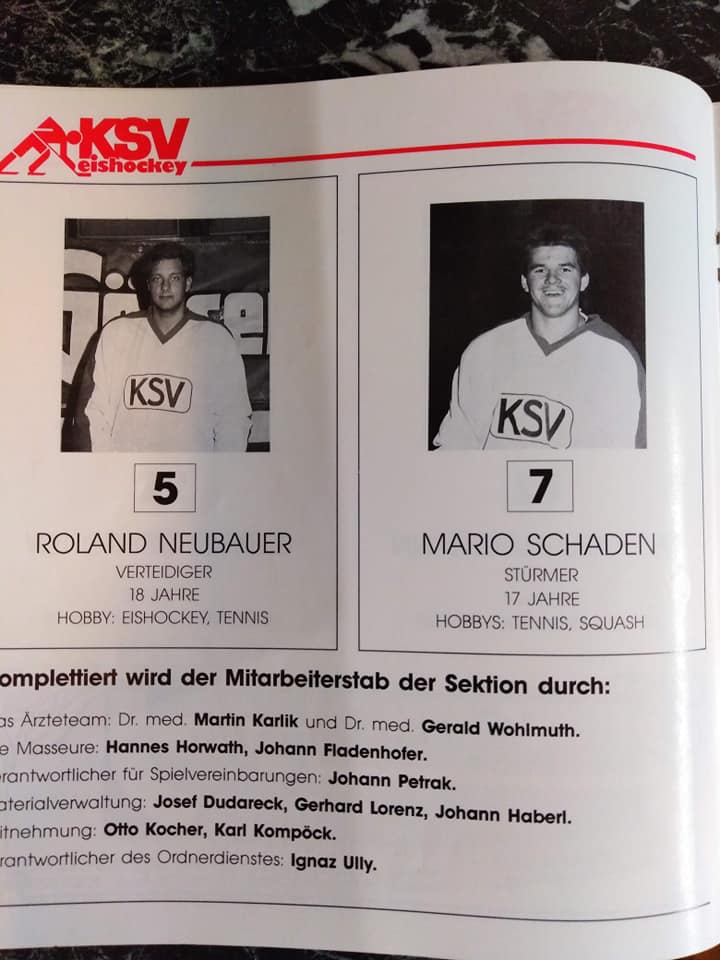 KSV
eishockey
KSV
5
ROLAND NEUBAUER
VERTEIDIGER
18 JAHRE
HOBBY: EISHOCKEY, TENNIS
KSV
7
MARIO SCHADEN
STÜRMER
17 JAHRE
HOBBYS: TENNIS, SQUASH
omplettiert wird der Mitarbeiterstab der Sektion durch:
as Ärzteteam: Dr. med. Martin Karlik und Dr. med. Gerald Wohlmuth.
e Masseure: Hannes Horwath, Johann Fladenhofer.
erantwortlicher für Spielvereinbarungen: Johann Petrak.
aterialverwaltung: Josef Dudareck, Gerhard Lorenz, Johann Haberl.
itnehmung: Otto Kocher, Karl Kompöck.
rantwortlicher des Ordnerdienstes: Ignaz Ully.